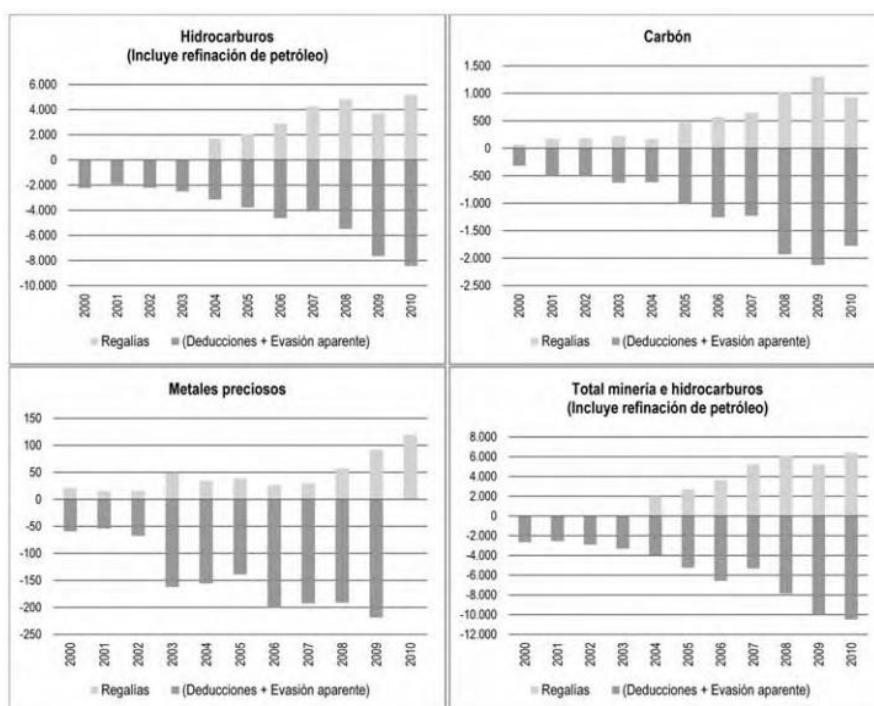 Hidrocarburos
(Incluye refinación de petróleo)
6.000
4.000
2.000
0
-2.000
-4.000
-6.000
-8.000
-10.000
2000 2001 2002 2003 2004 2005 2006 2007 2008 2009 2010
Regalías (Deducciones + Evasión aparente)
Carbón
1.500
1.000
500
0
-500
-1.000
-1.500
-2.000
-2.500
2000 2001 2002 2003 2004 2005 2006 2007 2008 2009 2010
Regalías (Deducciones + Evasión aparente)
Metales preciosos
150
100
50
0
-50
-100
-150
-200
-250
2000 2001 2002 2003 2004 2005 2006 2007 2008 2009 2010
Regalías (Deducciones + Evasión aparente)
Total minería e hidrocarburos
(Incluye refinación de petróleo)
8.000
6.000
4.000
2.000
0
-2.000
-4.000
-6.000
-8.000
-10.000
-12.000
2000 2001 2002 2003 2004 2005 2006 2007 2008 2009 2010
Regalías (Deducciones + Evasión aparente)